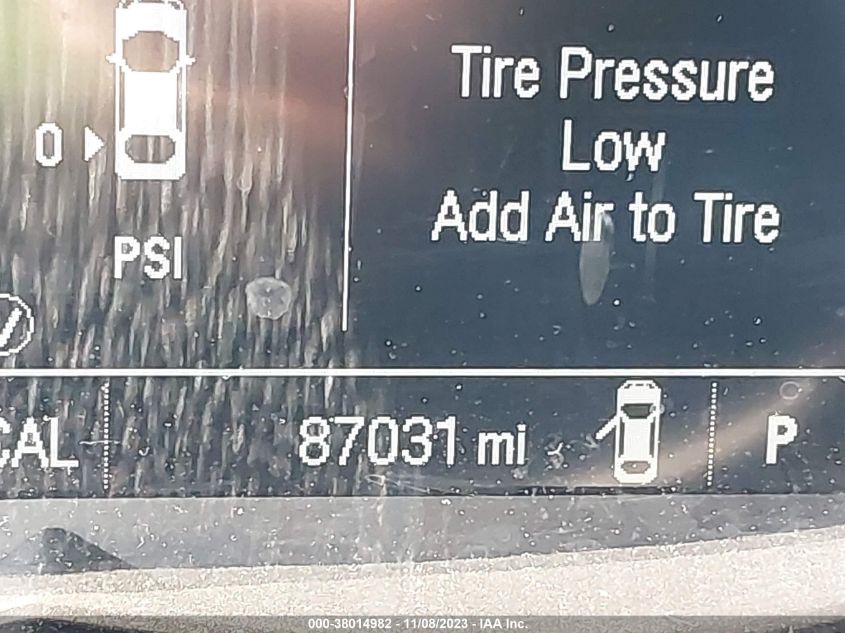 Tire Pressure
Low
Add Air to Tire
0
PSI
CAL
87031 mi
P
000-38014982 - 11/08/2023 - IAA Inc.